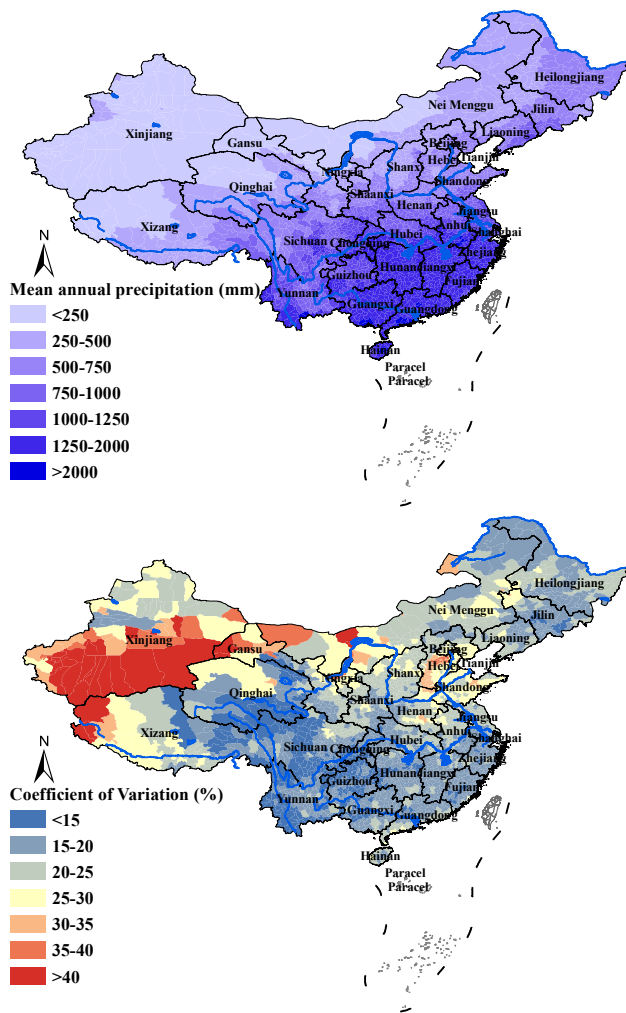 Heilongjiang
Nei Menggu
Jilin
Xinjiang
Gansu
Beijing
Liaoning
Hebei
Tianjin
Ningxia
Shanxi
Qinghai
Shandong
Shaanxi
Henan
Jiangsu
Xizang
Anhui
Shanghai
Sichuan
Chongqing
Hubei
Zhejiang
N
Guizhou
Hunan
Jiangxi
Fujian
Mean annual precipitation (mm)
Yunnan
Guangxi
Guangdong
<250
250-500
Hainan
500-750
Paracel
Paracel
750-1000
1000-1250
1250-2000
>2000
Heilongjiang
Nei Menggu
Jilin
Xinjiang
Gansu
Beijing
Liaoning
Hebei
Tianjin
Ningxia
Shanxi
Qinghai
Shandong
Shaanxi
Henan
Jiangsu
Xizang
Anhui
Shanghai
Sichuan
Chongqing
Hubei
Zhejiang
N
Guizhou
Hunan
Jiangxi
Fujian
Coefficient of Variation (%)
Yunnan
Guangxi
Guangdong
<15
15-20
Hainan
20-25
Paracel
Paracel
25-30
30-35
35-40
>40